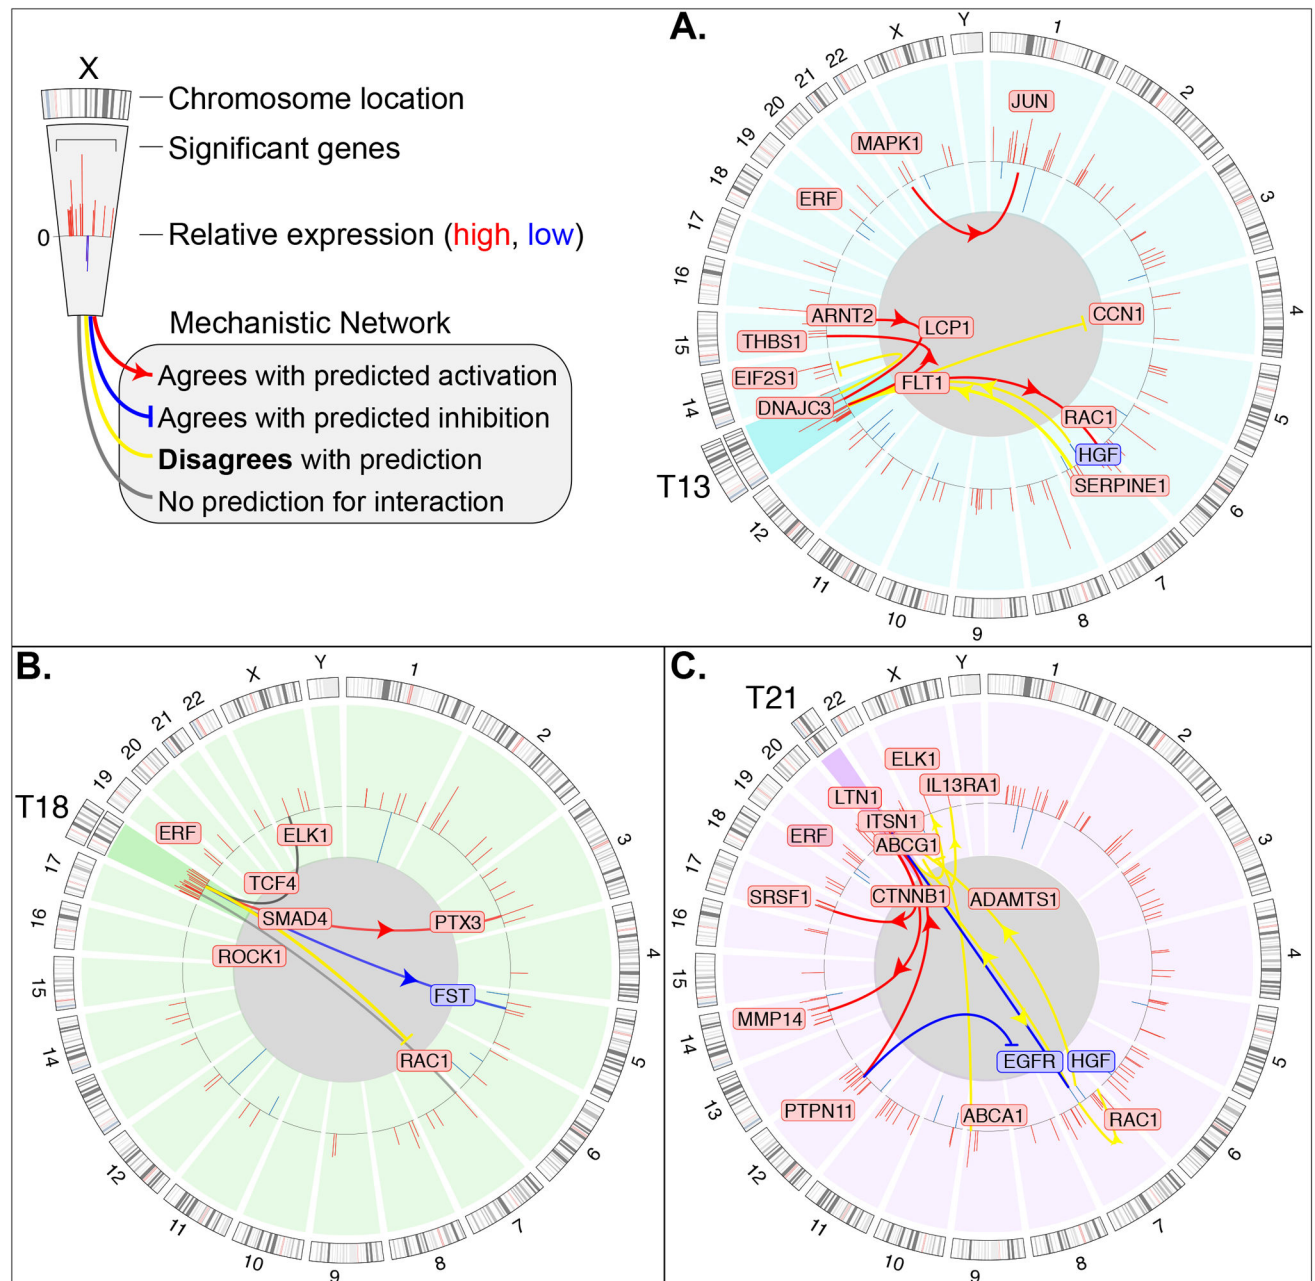 X
Chromosome location
Significant genes
0
Relative expression (high, low)
Mechanistic Network
Agrees with predicted activation
Agrees with predicted inhibition
Disagrees with prediction
No prediction for interaction
A.
1
2
3
4
5
6
7
8
9
10
11
12
T13
14
15
16
17
18
19
20
21
22
X
Y
JUN
MAPK1
ERF
ARNT2
LCP1
CCN1
THBS1
EIF2S1
FLT1
DNAJC3
RAC1
HGF
SERPINE1
B.
1
2
3
4
5
6
7
8
9
10
11
12
13
14
15
16
17
T18
19
20
21
22
X
Y
ERF
ELK1
TCF4
SMAD4
PTX3
ROCK1
FST
RAC1
C.
1
2
3
4
5
6
7
8
9
10
11
12
13
14
15
16
17
18
19
20
T21
22
X
Y
ELK1
IL13RA1
LTN1
ITSN1
ERF
ABCG1
SRSF1
CTNNB1
ADAMTS1
MMP14
EGFR
HGF
PTPN11
ABCA1
RAC1